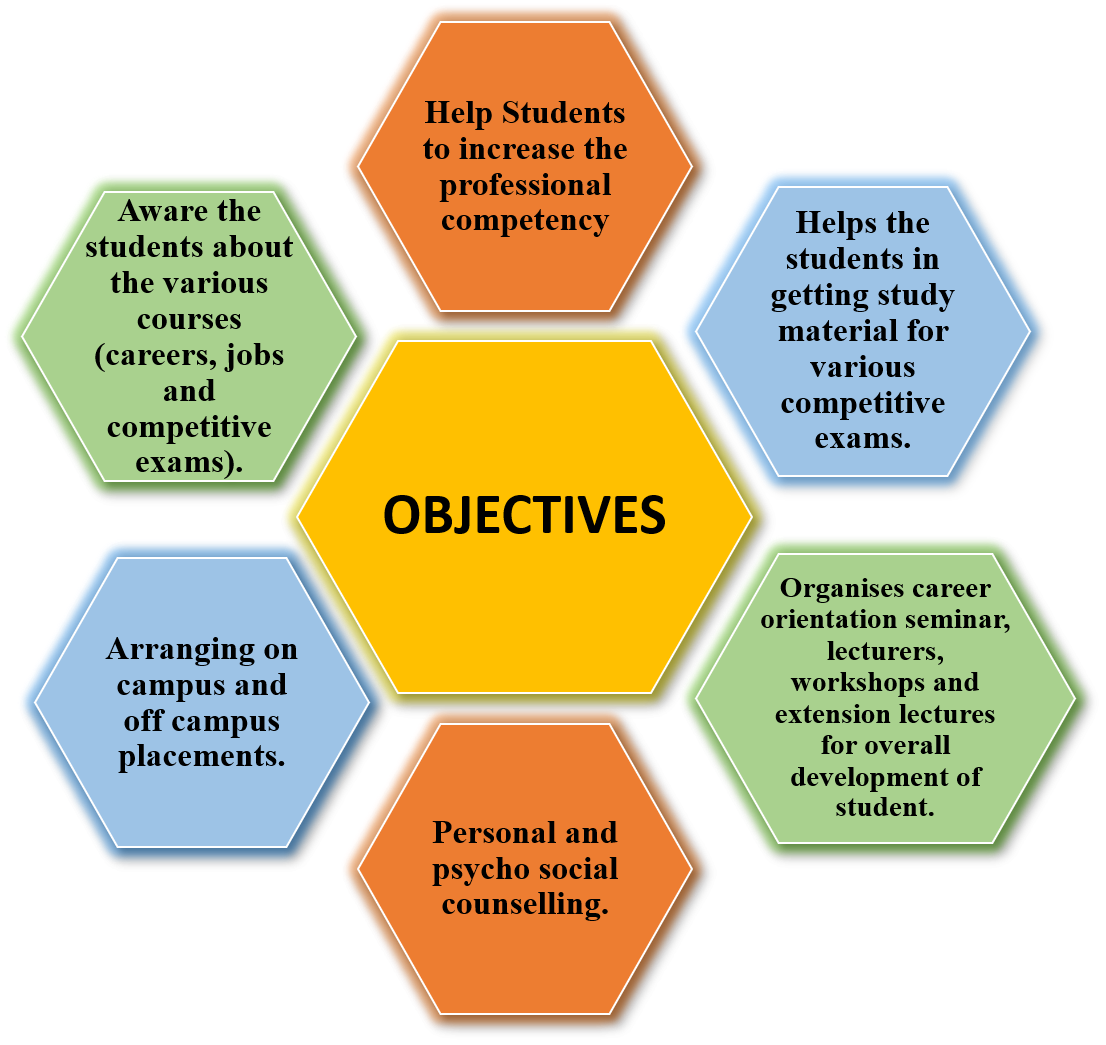 Help Students
to increase the
professional
competency
Helps the
students in
getting study
material for
various
competitive
exams.
Organises career
orientation seminar,
lecturers,
workshops and
extension lectures
for overall
development of
student.
Personal and
psycho social
counselling.
Arranging on
campus and
off campus
placements.
Aware the
students about
the various
courses
(careers, jobs
and
competitive
exams).
OBJECTIVES